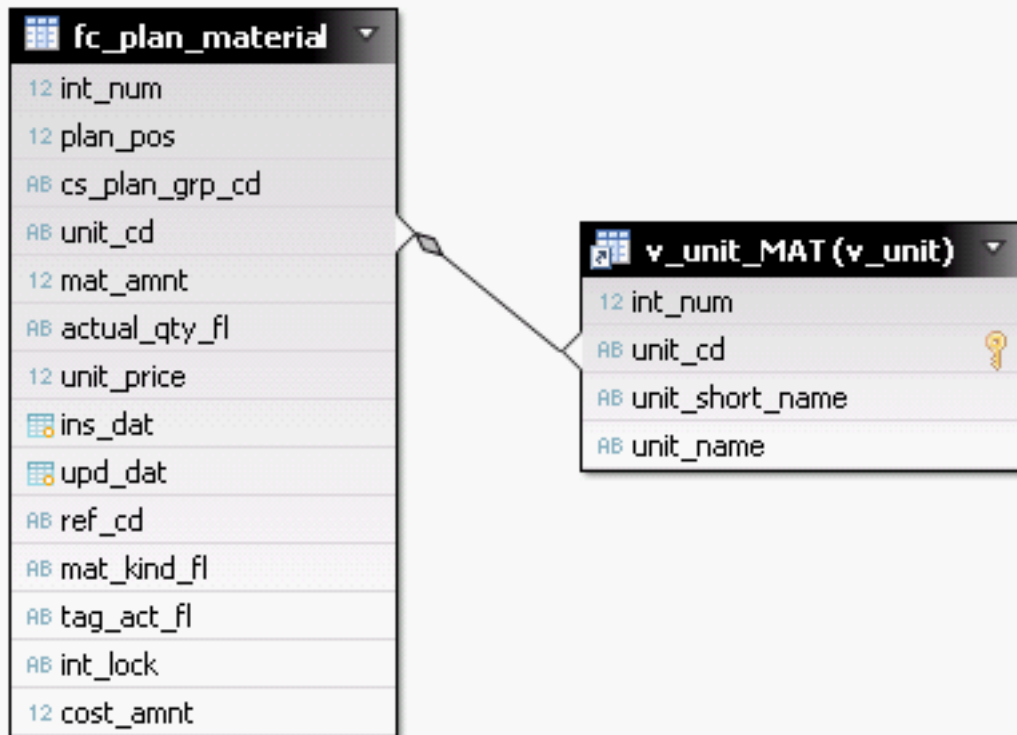 fc_plan_material
12 int_num
12 plan_pos
AB cs_plan_grp_cd
AB unit_cd
12 mat_amnt
AB actual_qty_fl
12 unit_price
ins_dat
upd_dat
AB ref_cd
AB mat_kind_fl
AB tag_act_fl
AB int_lock
12 cost_amnt
v_unit_MAT (v_unit)
12 int_num
AB unit_cd
AB unit_short_name
AB unit_name